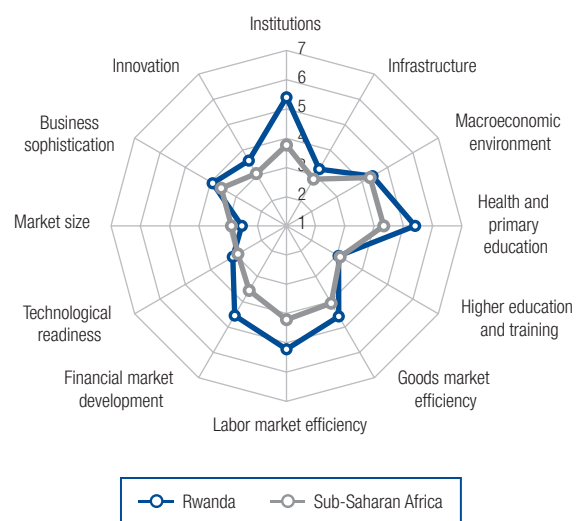 Institutions
7
6
5
4
3
2
1
Infrastructure
Macroeconomic
environment
Health and
primary
education
Higher education
and training
Goods market
efficiency
Labor market efficiency
Financial market
development
Technological
readiness
Market size
Business
sophistication
Innovation
Rwanda
Sub-Saharan Africa